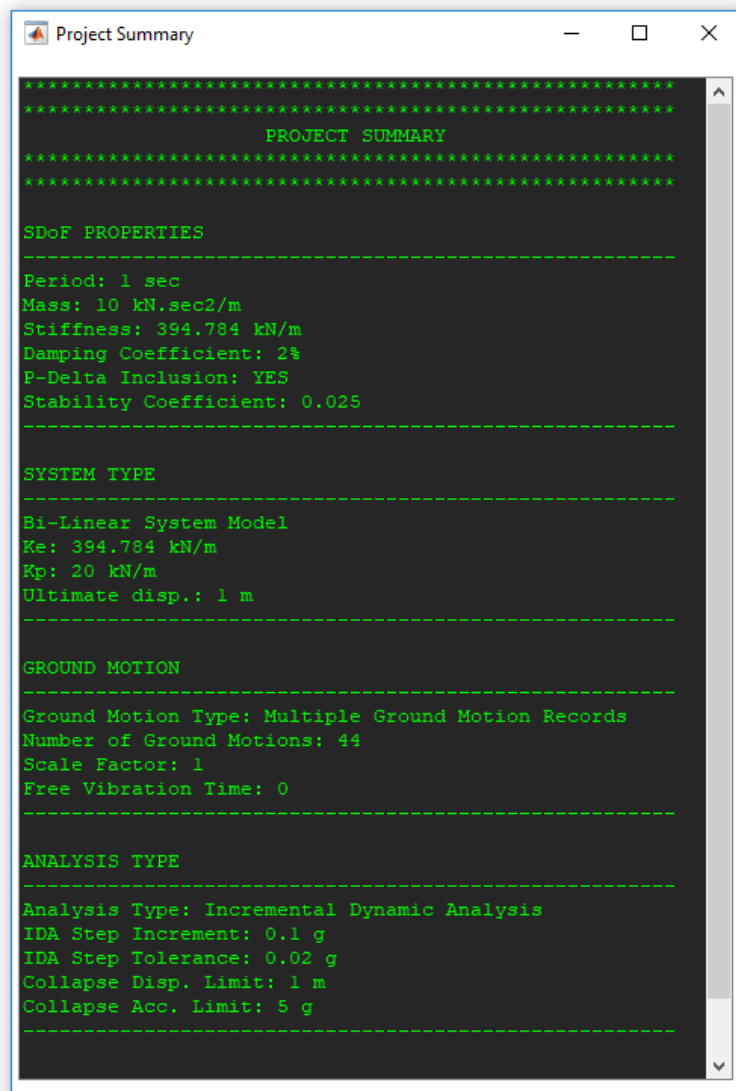 Project Summary
******************************************************
******************************************************
PROJECT SUMMARY
******************************************************
******************************************************
SDoF PROPERTIES
------------------------------------------------------
Period: 1 sec
Mass: 10 kN.sec2/m
Stiffness: 394.784 kN/m
Damping Coefficient: 2%
P-Delta Inclusion: YES
Stability Coefficient: 0.025
------------------------------------------------------
SYSTEM TYPE
------------------------------------------------------
Bi-Linear System Model
Ke: 394.784 kN/m
Kp: 20 kN/m
Ultimate disp.: 1 m
------------------------------------------------------
GROUND MOTION
------------------------------------------------------
Ground Motion Type: Multiple Ground Motion Records
Number of Ground Motions: 44
Scale Factor: 1
Free Vibration Time: 0
------------------------------------------------------
ANALYSIS TYPE
------------------------------------------------------
Analysis Type: Incremental Dynamic Analysis
IDA Step Increment: 0.1 g
IDA Step Tolerance: 0.02 g
Collapse Disp. Limit: 1 m
Collapse Acc. Limit: 5 g
------------------------------------------------------